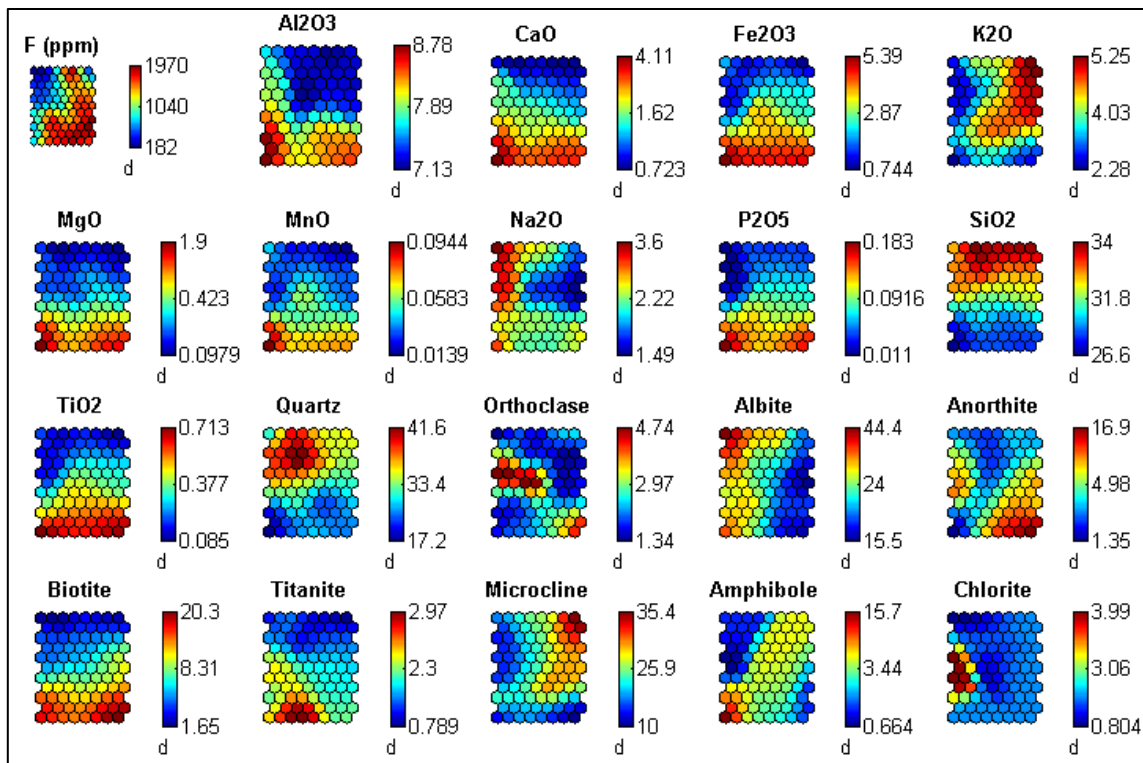 F (ppm)
1970
1040
182
d
Al2O3
8.78
7.89
7.13
d
CaO
4.11
1.62
0.723
d
Fe2O3
5.39
2.87
0.744
d
K2O
5.25
4.03
2.28
d
MgO
1.9
0.423
0.0979
d
MnO
0.0944
0.0583
0.0139
d
Na2O
3.6
2.22
1.49
d
P2O5
0.183
0.0916
0.011
d
SiO2
34
31.8
26.6
d
TiO2
0.713
0.377
0.085
d
Quartz
41.6
33.4
17.2
d
Orthoclase
4.74
2.97
1.34
d
Albite
44.4
24
15.5
d
Anorthite
16.9
4.98
1.35
d
Biotite
20.3
8.31
1.65
d
Titanite
2.97
2.3
0.789
d
Microcline
35.4
25.9
10
d
Amphibole
15.7
3.44
0.664
d
Chlorite
3.99
3.06
0.804
d